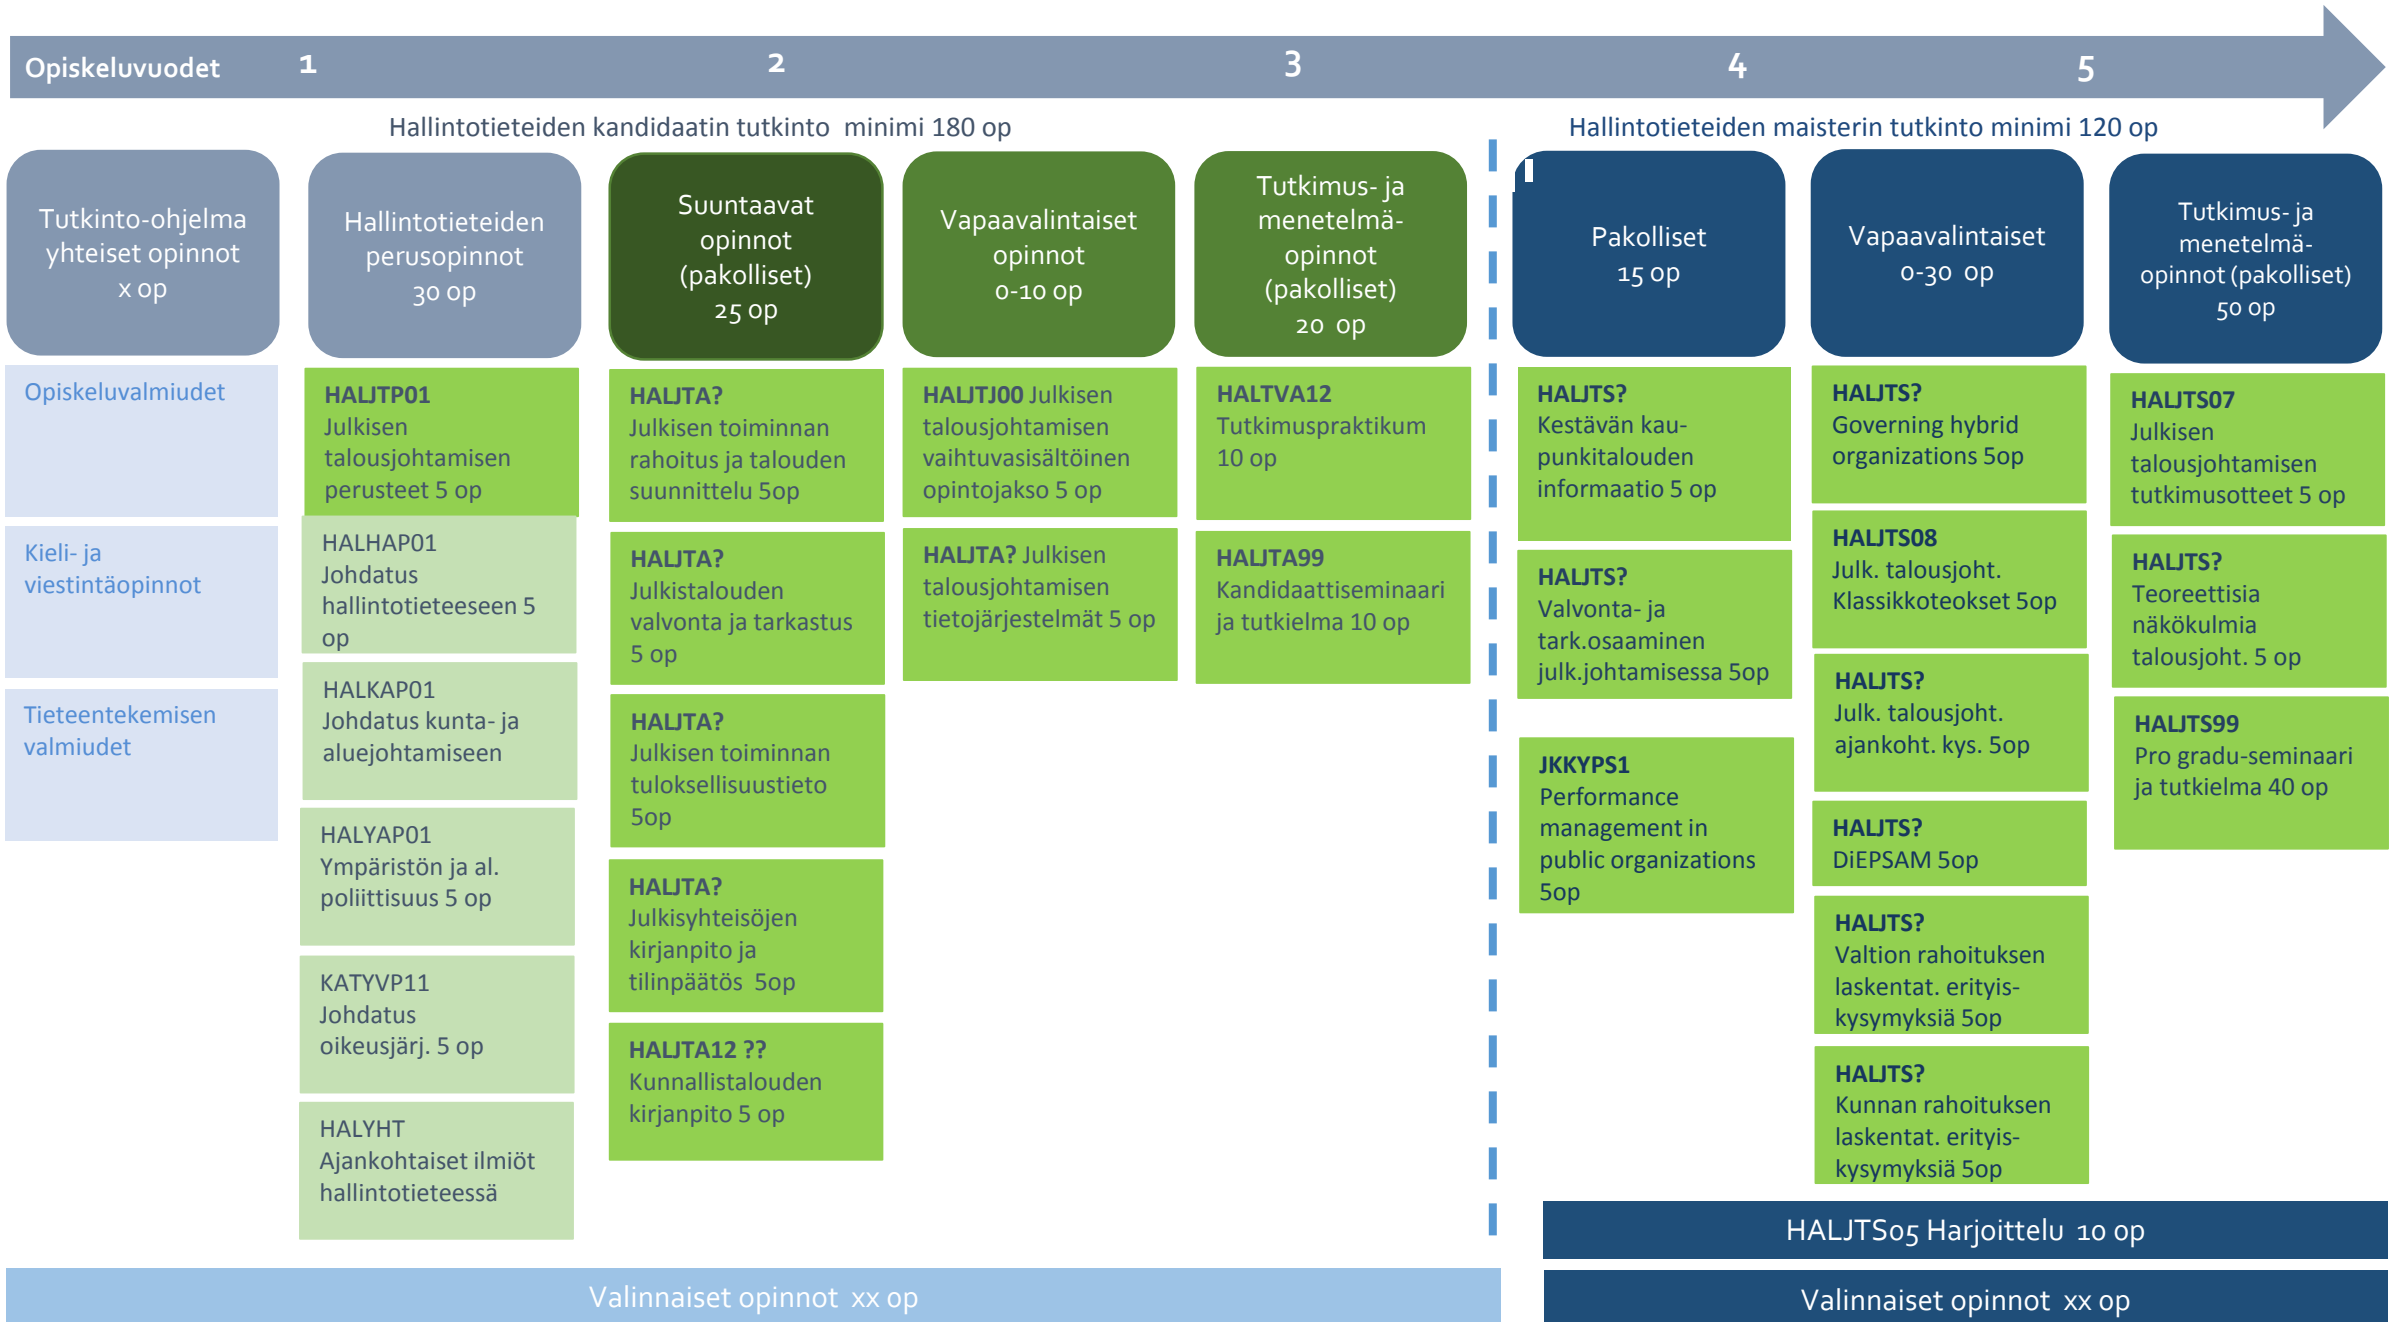 Opiskeluvuodet 1 2 3 4 5
Hallintotieteiden kandidaatin tutkinto minimi 180 op
Hallintotieteiden maisterin tutkinto minimi 120 op
Tutkinto-ohjelma
yhteiset opinnot
x op
Opiskeluvalmiudet
Kieli- ja
viestintäopinnot
Tieteentekemisen
valmiudet
Hallintotieteiden
perusopinnot
30 op
HALJTP01
Julkisen
talousjohtamisen
perusteet 5 op
HALHAP01
Johdatus
hallintotieteeseen 5
op
HALKAP01
Johdatus kunta- ja
aluejohtamiseen
HALYAP01
Ympäristön ja al.
poliittisuus 5 op
KATYVP11
Johdatus
oikeusjärj. 5 op
HALYHT
Ajankohtaiset ilmiöt
hallintotieteessä
Suuntaavat
opinnot
(pakolliset)
25 op
HALJTA?
Julkisen toiminnan
rahoitus ja talouden
suunnittelu 5op
HALJTA?
Julkistalouden
valvonta ja tarkastus
5 op
HALJTA?
Julkisen toiminnan
tuloksellisuustieto
5op
HALJTA?
Julkisyhteisöjen
kirjanpito ja
tilinpäätös 5op
HALJTA12 ??
Kunnallistalouden
kirjanpito 5 op
Vapaavalintaiset
opinnot
0-10 op
HALJTJ00 Julkisen
talousjohtamisen
vaihtuvasisältöinen
opintojakso 5 op
HALJTA? Julkisen
talousjohtamisen
tietojärjestelmät 5 op
Tutkimus- ja
menetelmä-
opinnot
(pakolliset)
20 op
HALTVA12
Tutkimuspraktikum
10 op
HALJTA99
Kandidaattiseminaari
ja tutkielma 10 op
Pakolliset
15 op
HALJTS?
Kestävän kau-
punkitalouden
informaatio 5 op
HALJTS?
Valvonta- ja
tark.osaaminen
julk.johtamisessa 5op
JKKYPS1
Performance
management in
public organizations
5op
Vapaavalintaiset
0-30 op
HALJTS?
Governing hybrid
organizations 5op
HALJTS08
Julk. talousjoht.
Klassikkoteokset 5op
HALJTS?
Julk. talousjoht.
ajankoht. kys. 5op
HALJTS?
DiEPSAM 5op
HALJTS?
Valtion rahoituksen
laskentat. erityis-
kysymyksiä 5op
HALJTS?
Kunnan rahoituksen
laskentat. erityis-
kysymyksiä 5op
Tutkimus- ja
menetelmä-
opinnot (pakolliset)
50 op
HALJTS07
Julkisen
talousjohtamisen
tutkimusotteet 5 op
HALJTS?
Teoreettisia
näkökulmia
talousjoht. 5 op
HALJTS99
Pro gradu-seminaari
ja tutkielma 40 op
HALJTS05 Harjoittelu 10 op
Valinnaiset opinnot xx op
Valinnaiset opinnot xx op